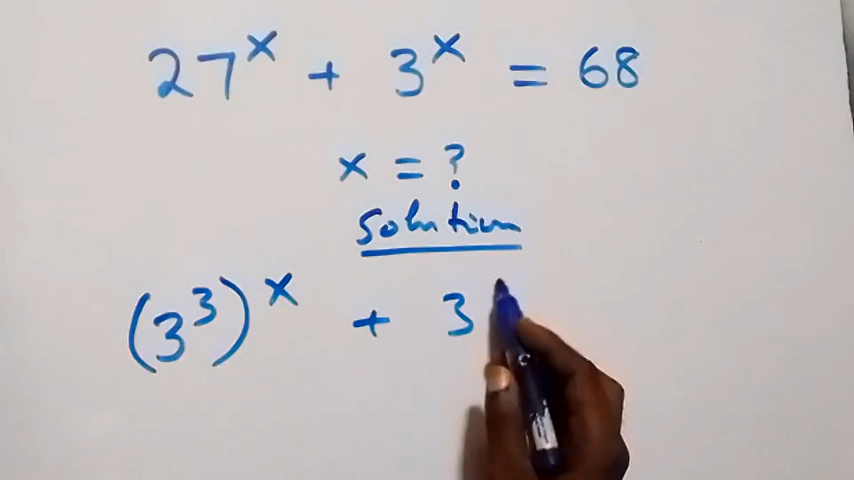 27^x + 3^x = 68
x = ?
Solution
(3^3)^x + 3